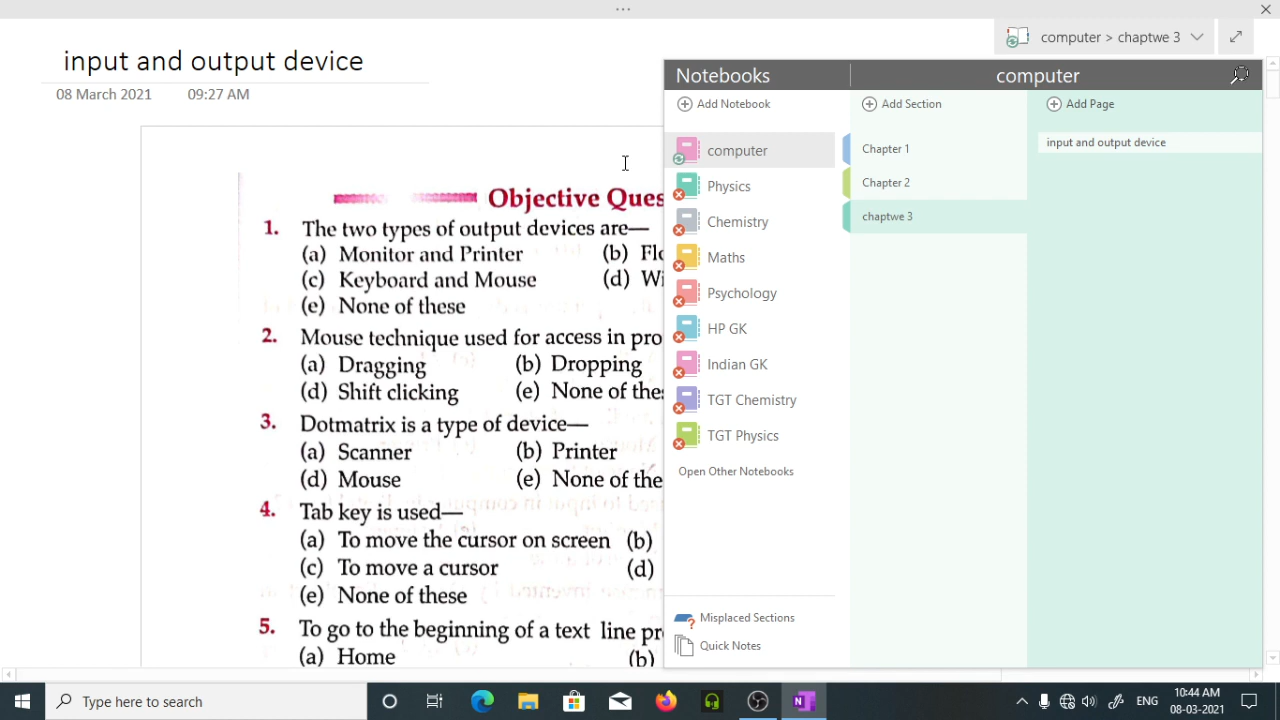 computer > chaptwe 3
input and output device
08 March 2021 09:27 AM
Objective Ques
1. The two types of output devices are—
(a) Monitor and Printer (b) Flo
(c) Keyboard and Mouse (d) Wi
(e) None of these
2. Mouse technique used for access in pro
(a) Dragging (b) Dropping
(d) Shift clicking (e) None of the
3. Dotmatrix is a type of device—
(a) Scanner (b) Printer
(d) Mouse (e) None of the
4. Tab key is used—
(a) To move the cursor on screen (b)
(c) To move a cursor (d)
(e) None of these
5. To go to the beginning of a text line pr
(a) Home (b)
Notebooks computer
Add Notebook Add Section Add Page
computer
Physics
Chemistry
Maths
Psychology
HP GK
Indian GK
TGT Chemistry
TGT Physics
Open Other Notebooks
Misplaced Sections
Quick Notes
Chapter 1
Chapter 2
chaptwe 3
input and output device
Type here to search
ENG
10:44 AM
08-03-2021